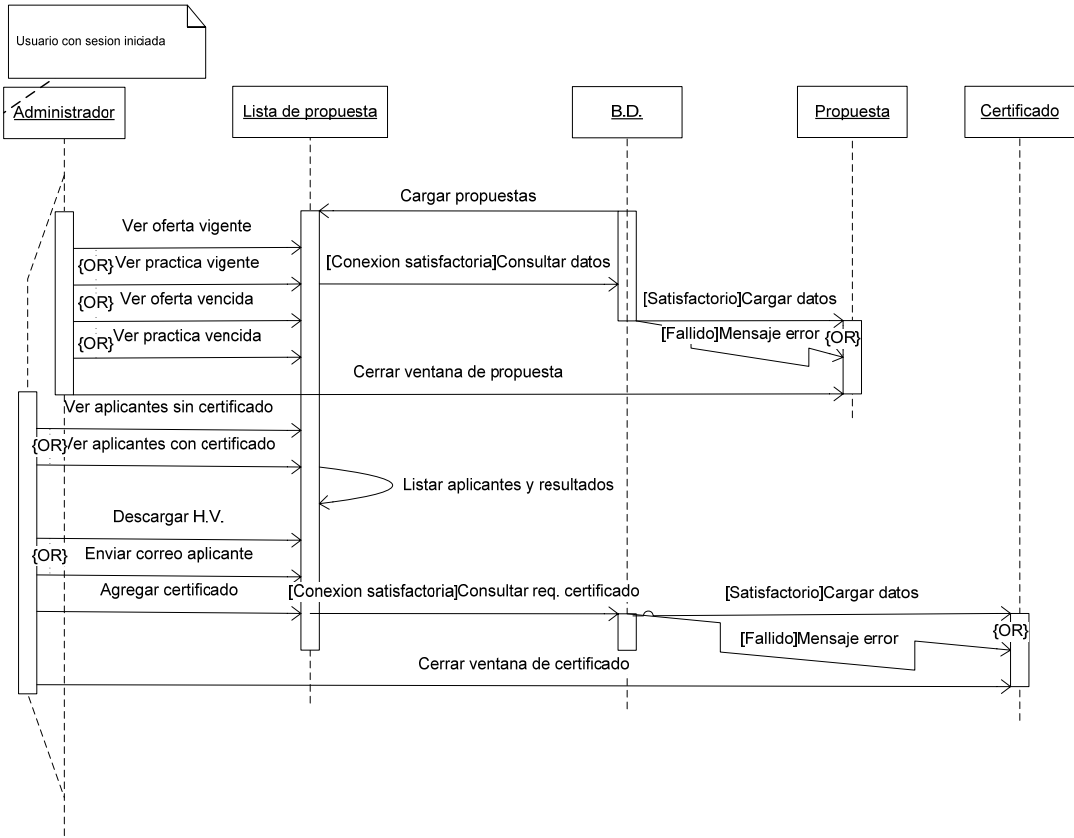 Usuario con sesion iniciada
Administrador
Lista de propuesta
B.D.
Propuesta
Certificado
Cargar propuestas
Ver oferta vigente
{OR}
Ver practica vigente
[Conexion satisfactoria]Consultar datos
{OR}
Ver oferta vencida
[Satisfactorio]Cargar datos
{OR}
Ver practica vencida
[Fallido]Mensaje error
{OR}
Cerrar ventana de propuesta
Ver aplicantes sin certificado
{OR}
Ver aplicantes con certificado
Listar aplicantes y resultados
Descargar H.V.
{OR}
Enviar correo aplicante
Agregar certificado
[Conexion satisfactoria]Consultar req. certificado
[Satisfactorio]Cargar datos
{OR}
[Fallido]Mensaje error
Cerrar ventana de certificado